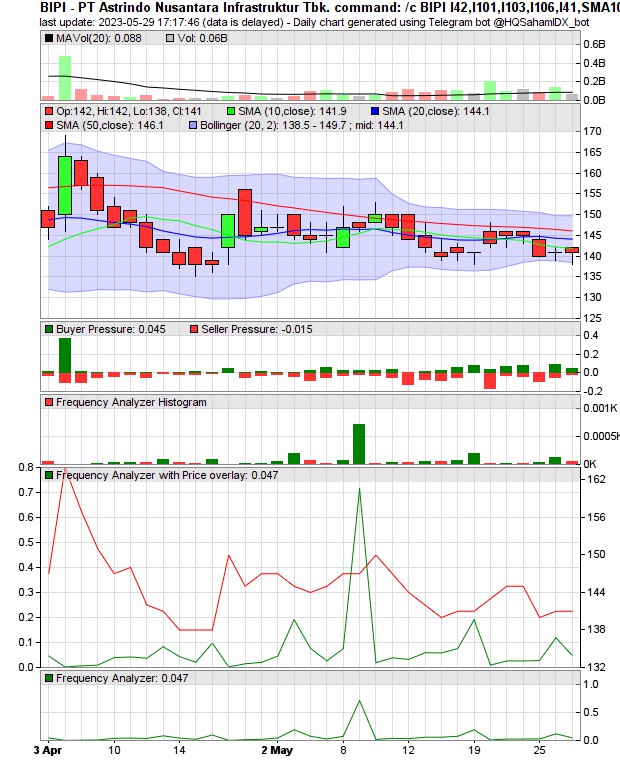 BIPI - PT Astrindo Nusantara Infrastruktur Tbk. command: /c BIPI I42,I101,I103,I106,I41,SMA10
last update: 2023-05-29 17:17:46 (data is delayed) - Daily chart generated using Telegram bot @HQSahamIDX_bot
MAVol(20): 0.088 Vol: 0.06B
0.6B
0.4B
0.2B
0.0B
Op:142, Hi:142, Lo:138, Cl:141 SMA (10,close): 141.9 SMA (20,close): 144.1
SMA (50,close): 146.1 Bollinger (20, 2): 138.5 - 149.7 ; mid: 144.1
170
165
160
155
150
145
140
135
130
125
Buyer Pressure: 0.045 Seller Pressure: -0.015
0.4
0.2
0.0
-0.2
Frequency Analyzer Histogram
0.001K
0.0005K
0K
Frequency Analyzer with Price overlay: 0.047
0.8
0.7
0.6
0.5
0.4
0.3
0.2
0.1
0.0
162
156
150
144
138
132
Frequency Analyzer: 0.047
1.0
0.5
0.0
3 Apr 10 14 2 May 8 12 19 25